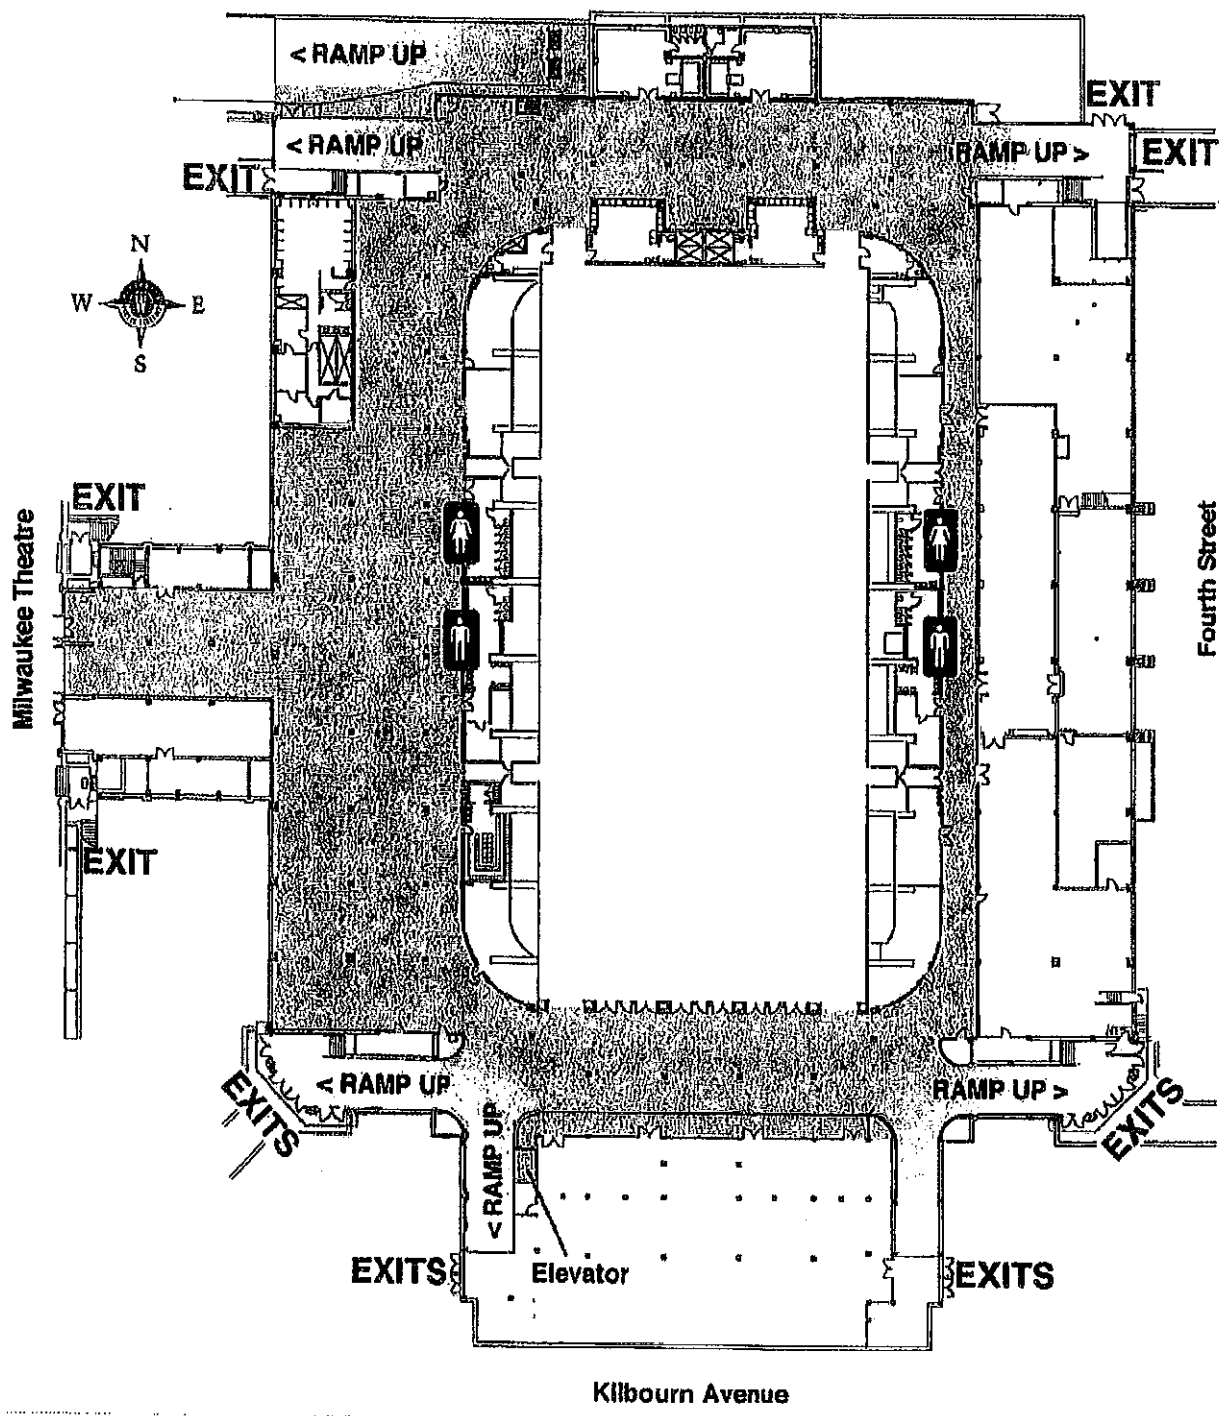 < RAMP UP
EXIT
< RAMP UP
RAMP UP >
EXIT
EXIT
N
W
E
S
EXIT
Milwaukee Theatre
Fourth Street
EXIT
< RAMP UP
RAMP UP >
EXITS
EXITS
< RAMP UP
EXITS
Elevator
EXITS
Kilbourn Avenue